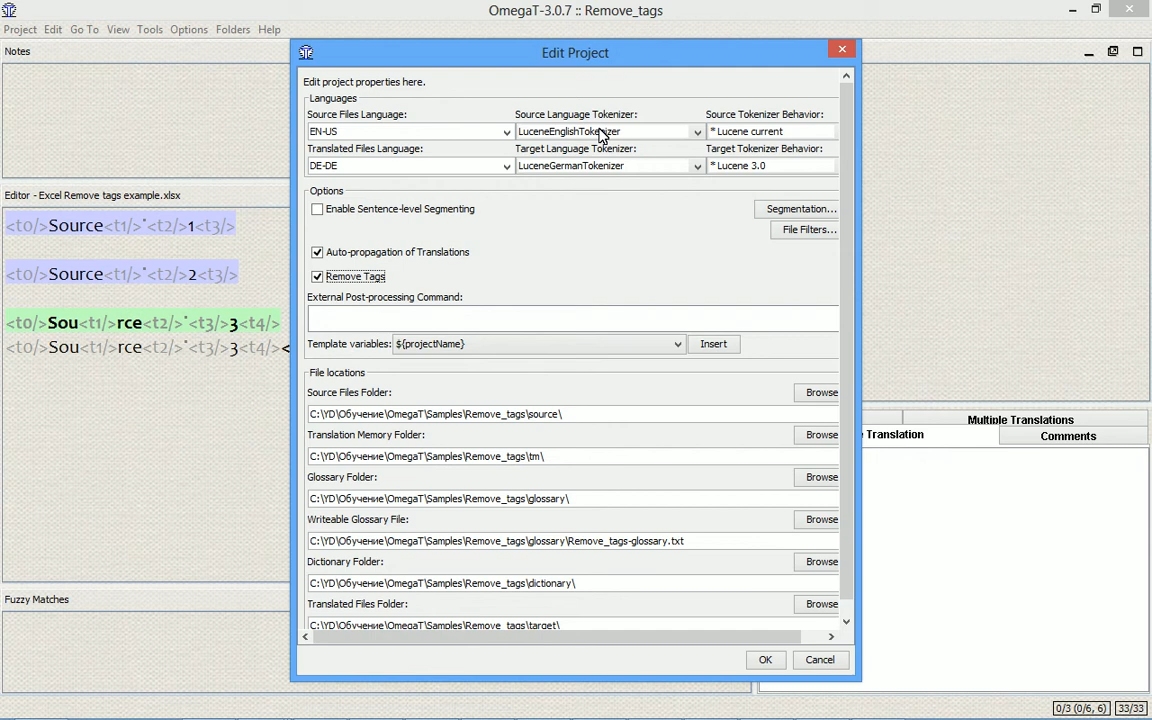 OmegaT-3.0.7 :: Remove_tags
Project Edit Go To View Tools Options Folders Help
Notes
Editor - Excel Remove tags example.xlsx
<t0/>Source<t1/>˚<t2/>1<t3/>
<t0/>Source<t1/>˚<t2/>2<t3/>
<t0/>Sou<t1/>rce<t2/>˚<t3/>3<t4/>
<t0/>Sou<t1/>rce<t2/>˚<t3/>3<t4/><
Fuzzy Matches
Edit Project
Edit project properties here.
Languages
Source Files Language: Source Language Tokenizer: Source Tokenizer Behavior:
EN-US LuceneEnglishTokenizer * Lucene current
Translated Files Language: Target Language Tokenizer: Target Tokenizer Behavior:
DE-DE LuceneGermanTokenizer * Lucene 3.0
Options
Enable Sentence-level Segmenting Segmentation...
File Filters...
Auto-propagation of Translations
Remove Tags
External Post-processing Command:
Template variables: ${projectName} Insert
File locations
Source Files Folder: Browse
C:\YD\Обучение\OmegaT\Samples\Remove_tags\source\
Translation Memory Folder: Browse
C:\YD\Обучение\OmegaT\Samples\Remove_tags\tm\
Glossary Folder: Browse
C:\YD\Обучение\OmegaT\Samples\Remove_tags\glossary\
Writeable Glossary File: Browse
C:\YD\Обучение\OmegaT\Samples\Remove_tags\glossary\Remove_tags-glossary.txt
Dictionary Folder: Browse
C:\YD\Обучение\OmegaT\Samples\Remove_tags\dictionary\
Translated Files Folder: Browse
C:\YD\Обучение\OmegaT\Samples\Remove_tags\target\
OK Cancel
Multiple Translations
Translation Comments
0/3 (0/6, 6) 33/33